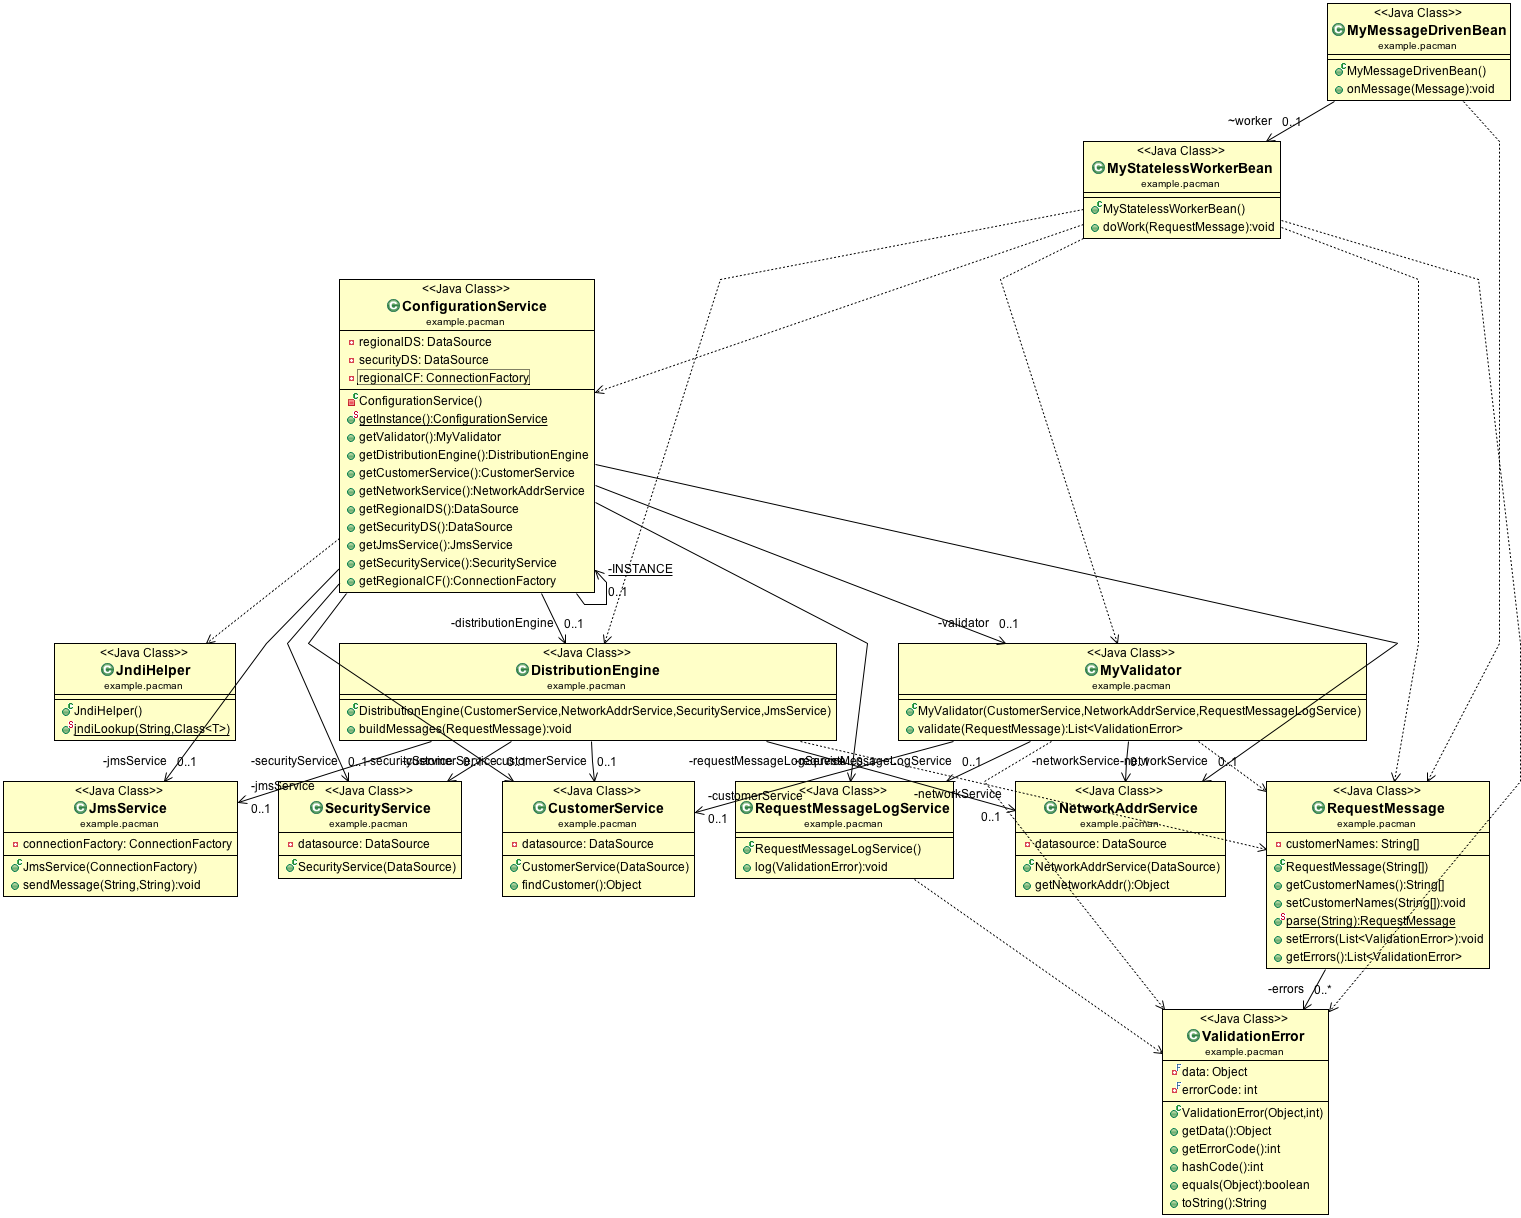 <<Java Class>>
MyMessageDrivenBean
example.pacman
MyMessageDrivenBean()
onMessage(Message):void
~worker 0..1
<<Java Class>>
MyStatelessWorkerBean
example.pacman
MyStatelessWorkerBean()
doWork(RequestMessage):void
<<Java Class>>
ConfigurationService
example.pacman
regionalDS: DataSource
securityDS: DataSource
regionalCF: ConnectionFactory
ConfigurationService()
getInstance():ConfigurationService
getValidator():MyValidator
getDistributionEngine():DistributionEngine
getCustomerService():CustomerService
getNetworkService():NetworkAddrService
getRegionalDS():DataSource
getSecurityDS():DataSource
getJmsService():JmsService
getSecurityService():SecurityService
getRegionalCF():ConnectionFactory
-INSTANCE
0..1
-distributionEngine 0..1
-validator 0..1
<<Java Class>>
JndiHelper
example.pacman
JndiHelper()
jndiLookup(String,Class<T>)
<<Java Class>>
DistributionEngine
example.pacman
DistributionEngine(CustomerService,NetworkAddrService,SecurityService,JmsService)
buildMessages(RequestMessage):void
<<Java Class>>
MyValidator
example.pacman
MyValidator(CustomerService,NetworkAddrService,RequestMessageLogService)
validate(RequestMessage):List<ValidationError>
-jmsService 0..1
-securityService 0..1
-customerService 0..1
-networkService
-networkService 0..1
-jmsService
0..1
-customerService
0..1
-networkService
0..1
<<Java Class>>
JmsService
example.pacman
connectionFactory: ConnectionFactory
JmsService(ConnectionFactory)
sendMessage(String,String):void
<<Java Class>>
SecurityService
example.pacman
datasource: DataSource
SecurityService(DataSource)
<<Java Class>>
CustomerService
example.pacman
datasource: DataSource
CustomerService(DataSource)
findCustomer():Object
<<Java Class>>
RequestMessageLogService
example.pacman
RequestMessageLogService()
log(ValidationError):void
<<Java Class>>
NetworkAddrService
example.pacman
datasource: DataSource
NetworkAddrService(DataSource)
getNetworkAddr():Object
<<Java Class>>
RequestMessage
example.pacman
customerNames: String[]
RequestMessage(String[])
getCustomerNames():String[]
setCustomerNames(String[]):void
parse(String):RequestMessage
setErrors(List<ValidationError>):void
getErrors():List<ValidationError>
-errors 0..*
<<Java Class>>
ValidationError
example.pacman
data: Object
errorCode: int
ValidationError(Object,int)
getData():Object
getErrorCode():int
hashCode():int
equals(Object):boolean
toString():String